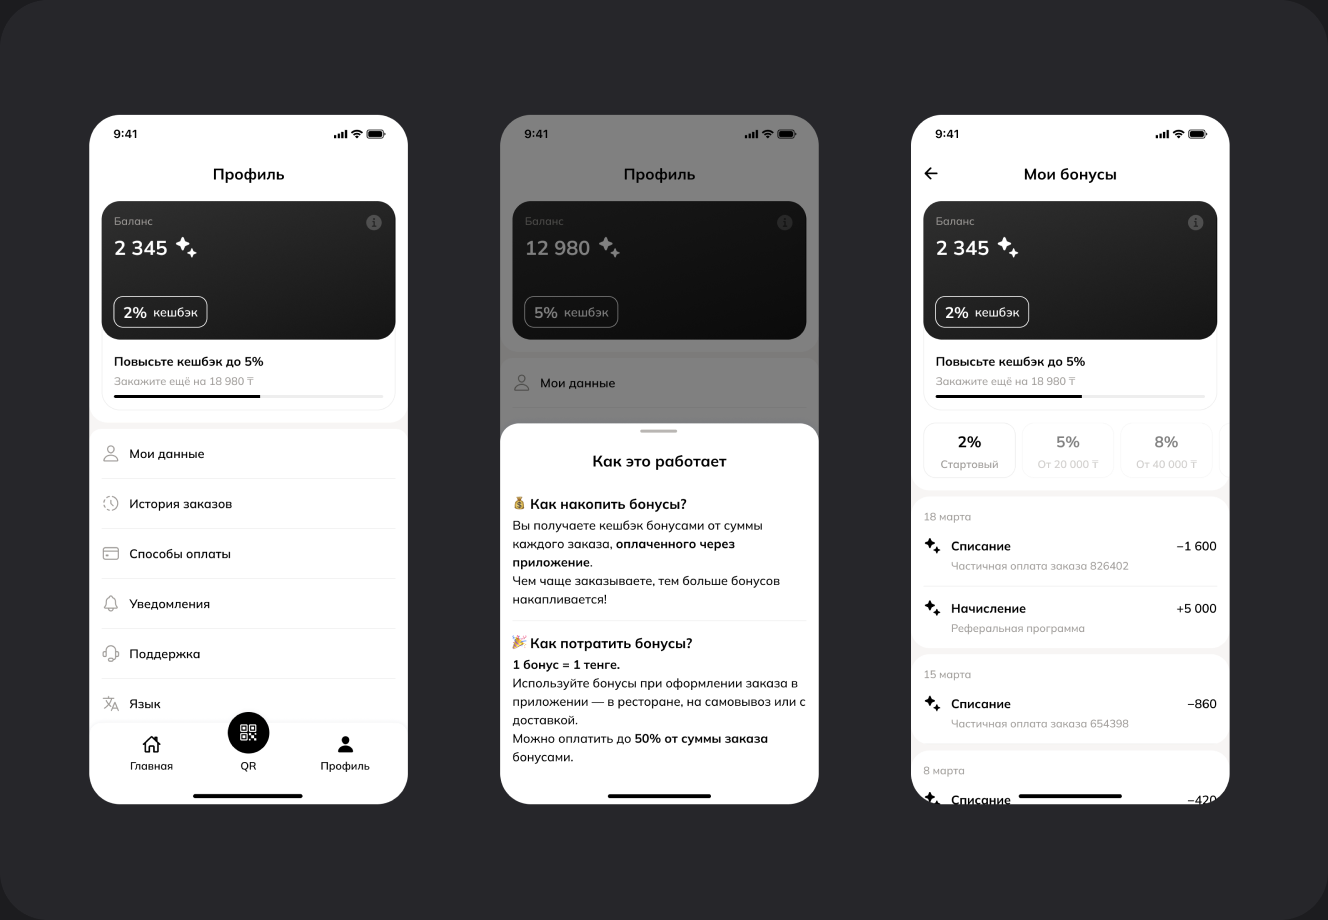 9:41
Профиль
Баланс
2 345
2% кешбэк
Повысьте кешбэк до 5%
Закажите ещё на 18 980 ₸
Мои данные
История заказов
Способы оплаты
Уведомления
Поддержка
Язык
Главная
QR
Профиль
9:41
Профиль
Баланс
12 980
5% кешбэк
Мои данные
Как это работает
Как накопить бонусы?
Вы получаете кешбэк бонусами от суммы
каждого заказа, оплаченного через
приложение.
Чем чаще заказываете, тем больше бонусов
накапливается!
Как потратить бонусы?
1 бонус = 1 тенге.
Используйте бонусы при оформлении заказа в
приложении — в ресторане, на самовывоз или с
доставкой.
Можно оплатить до 50% от суммы заказа
бонусами.
9:41
Мои бонусы
Баланс
2 345
2% кешбэк
Повысьте кешбэк до 5%
Закажите ещё на 18 980 ₸
2%
Стартовый
5%
От 20 000 ₸
8%
От 40 000 ₸
18 марта
Списание −1 600
Частичная оплата заказа 826402
Начисление +5 000
Реферальная программа
15 марта
Списание −860
Частичная оплата заказа 654398
8 марта
Списание −420